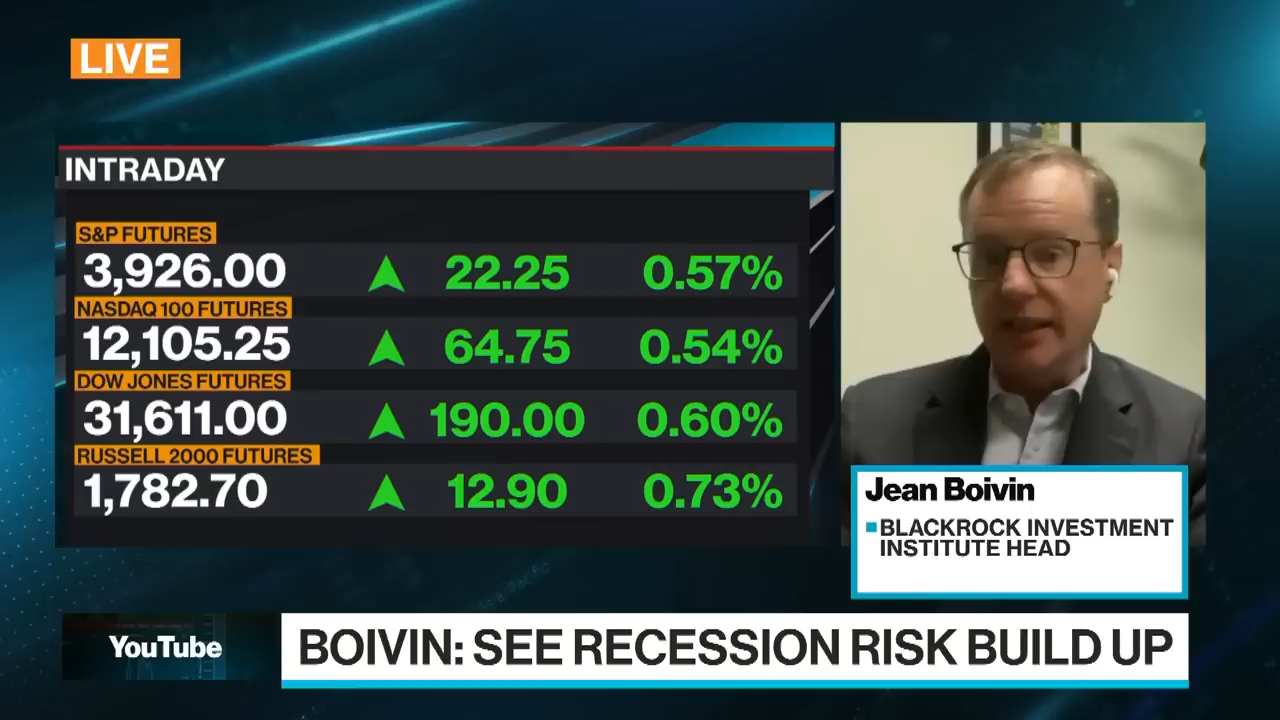 LIVE
INTRADAY
S&P FUTURES
3,926.00 ▲ 22.25 0.57%
NASDAQ 100 FUTURES
12,105.25 ▲ 64.75 0.54%
DOW JONES FUTURES
31,611.00 ▲ 190.00 0.60%
RUSSELL 2000 FUTURES
1,782.70 ▲ 12.90 0.73%
Jean Boivin
BLACKROCK INVESTMENT
INSTITUTE HEAD
YouTube
BOIVIN: SEE RECESSION RISK BUILD UP